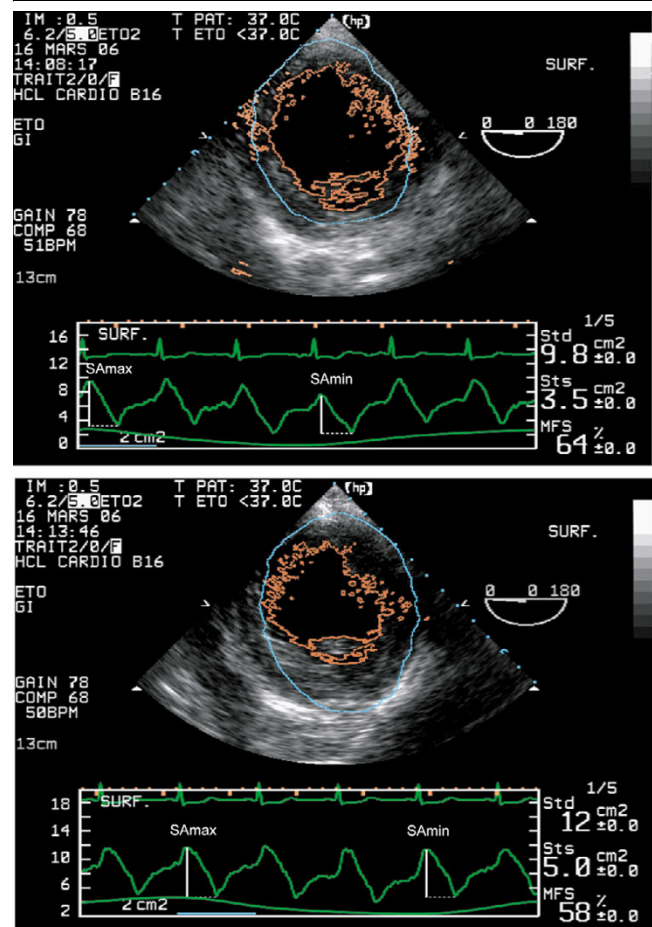 IM :0.5 T PAT: 37.0C (hp)
6.2/5.0ETO2 T ETO <37.0C
16 MARS 06
14:08:17 SURF.
TRAIT2/0/F
HCL CARDIO B16
0 0 180
ETO
GI
GAIN 78
COMP 68
51BPM
13cm
1/5
16 SURF. Std cm2
12 9.8 ±0.0
SAmax SAmin
8 Sts cm2
3.5 ±0.0
4 MFS %
2 cm2
0 64 ±0.0
IM :0.5 T PAT: 37.0C (hp)
6.2/5.0ETO2 T ETO <37.0C
16 MARS 06
14:13:46 SURF.
TRAIT2/0/F
HCL CARDIO B16
0 0 180
ETO
GI
GAIN 78
COMP 68
50BPM
13cm
1/5
18 SURF. Std cm2
12 ±0.0
14 SAmax SAmin
10 Sts cm2
5.0 ±0.0
6 MFS %
2 cm2
2 58 ±0.0